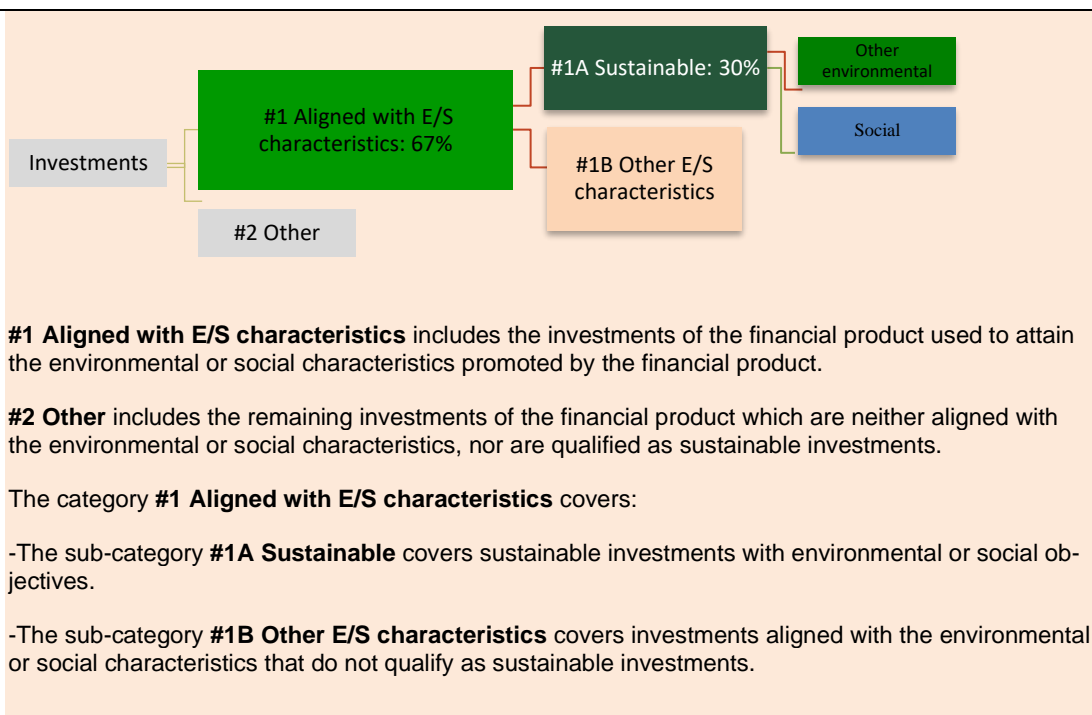 #1A Sustainable: 30%
Other
environmental
#1 Aligned with E/S
characteristics: 67%
Social
Investments
#1B Other E/S
characteristics
#2 Other
#1 Aligned with E/S characteristics includes the investments of the financial product used to attain
the environmental or social characteristics promoted by the financial product.
#2 Other includes the remaining investments of the financial product which are neither aligned with
the environmental or social characteristics, nor are qualified as sustainable investments.
The category #1 Aligned with E/S characteristics covers:
-The sub-category #1A Sustainable covers sustainable investments with environmental or social ob-
jectives.
-The sub-category #1B Other E/S characteristics covers investments aligned with the environmental
or social characteristics that do not qualify as sustainable investments.